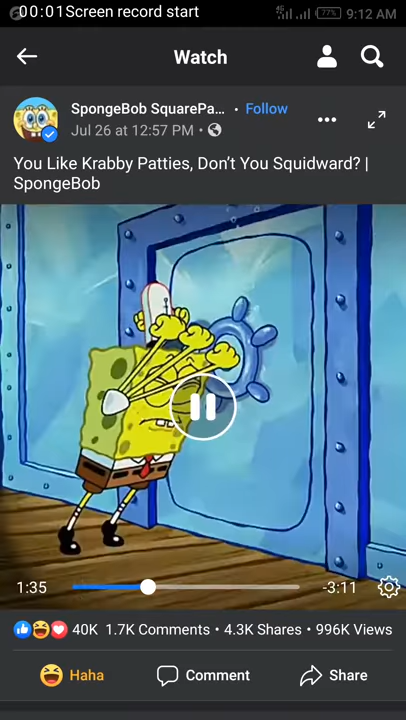 00:01Screen record start
4G 77% 9:12 AM
Watch
SpongeBob SquarePa... · Follow
Jul 26 at 12:57 PM ·
You Like Krabby Patties, Don't You Squidward? |
SpongeBob
1:35 -3:11
40K 1.7K Comments · 4.3K Shares · 996K Views
Haha Comment Share